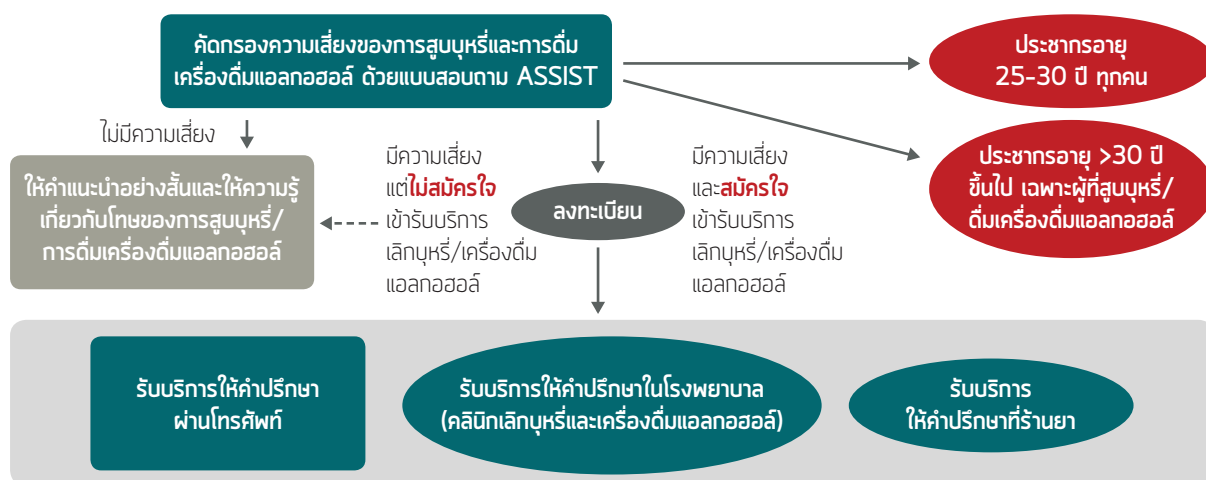 คัดกรองความเสี่ยงของการสูบบุหรี่และการดื่ม
เครื่องดื่มแอลกอฮอล์ ด้วยแบบสอบถาม ASSIST
ประชากรอายุ
25-30 ปี ทุกคน
ไม่มีความเสี่ยง
ให้คำแนะนำอย่างสั้นและให้ความรู้
เกี่ยวกับโทษของการสูบบุหรี่/
การดื่มเครื่องดื่มแอลกอฮอล์
มีความเสี่ยง
แต่ไม่สมัครใจ
เข้ารับบริการ
เลิกบุหรี่/เครื่องดื่ม
แอลกอฮอล์
ลงทะเบียน
มีความเสี่ยง
และสมัครใจ
เข้ารับบริการ
เลิกบุหรี่/เครื่องดื่ม
แอลกอฮอล์
ประชากรอายุ >30 ปี
ขึ้นไป เฉพาะผู้ที่สูบบุหรี่/
ดื่มเครื่องดื่มแอลกอฮอล์
รับบริการให้คำปรึกษา
ผ่านโทรศัพท์
รับบริการให้คำปรึกษาในโรงพยาบาล
(คลินิกเลิกบุหรี่และเครื่องดื่มแอลกอฮอล์)
รับบริการ
ให้คำปรึกษาที่ร้านยา